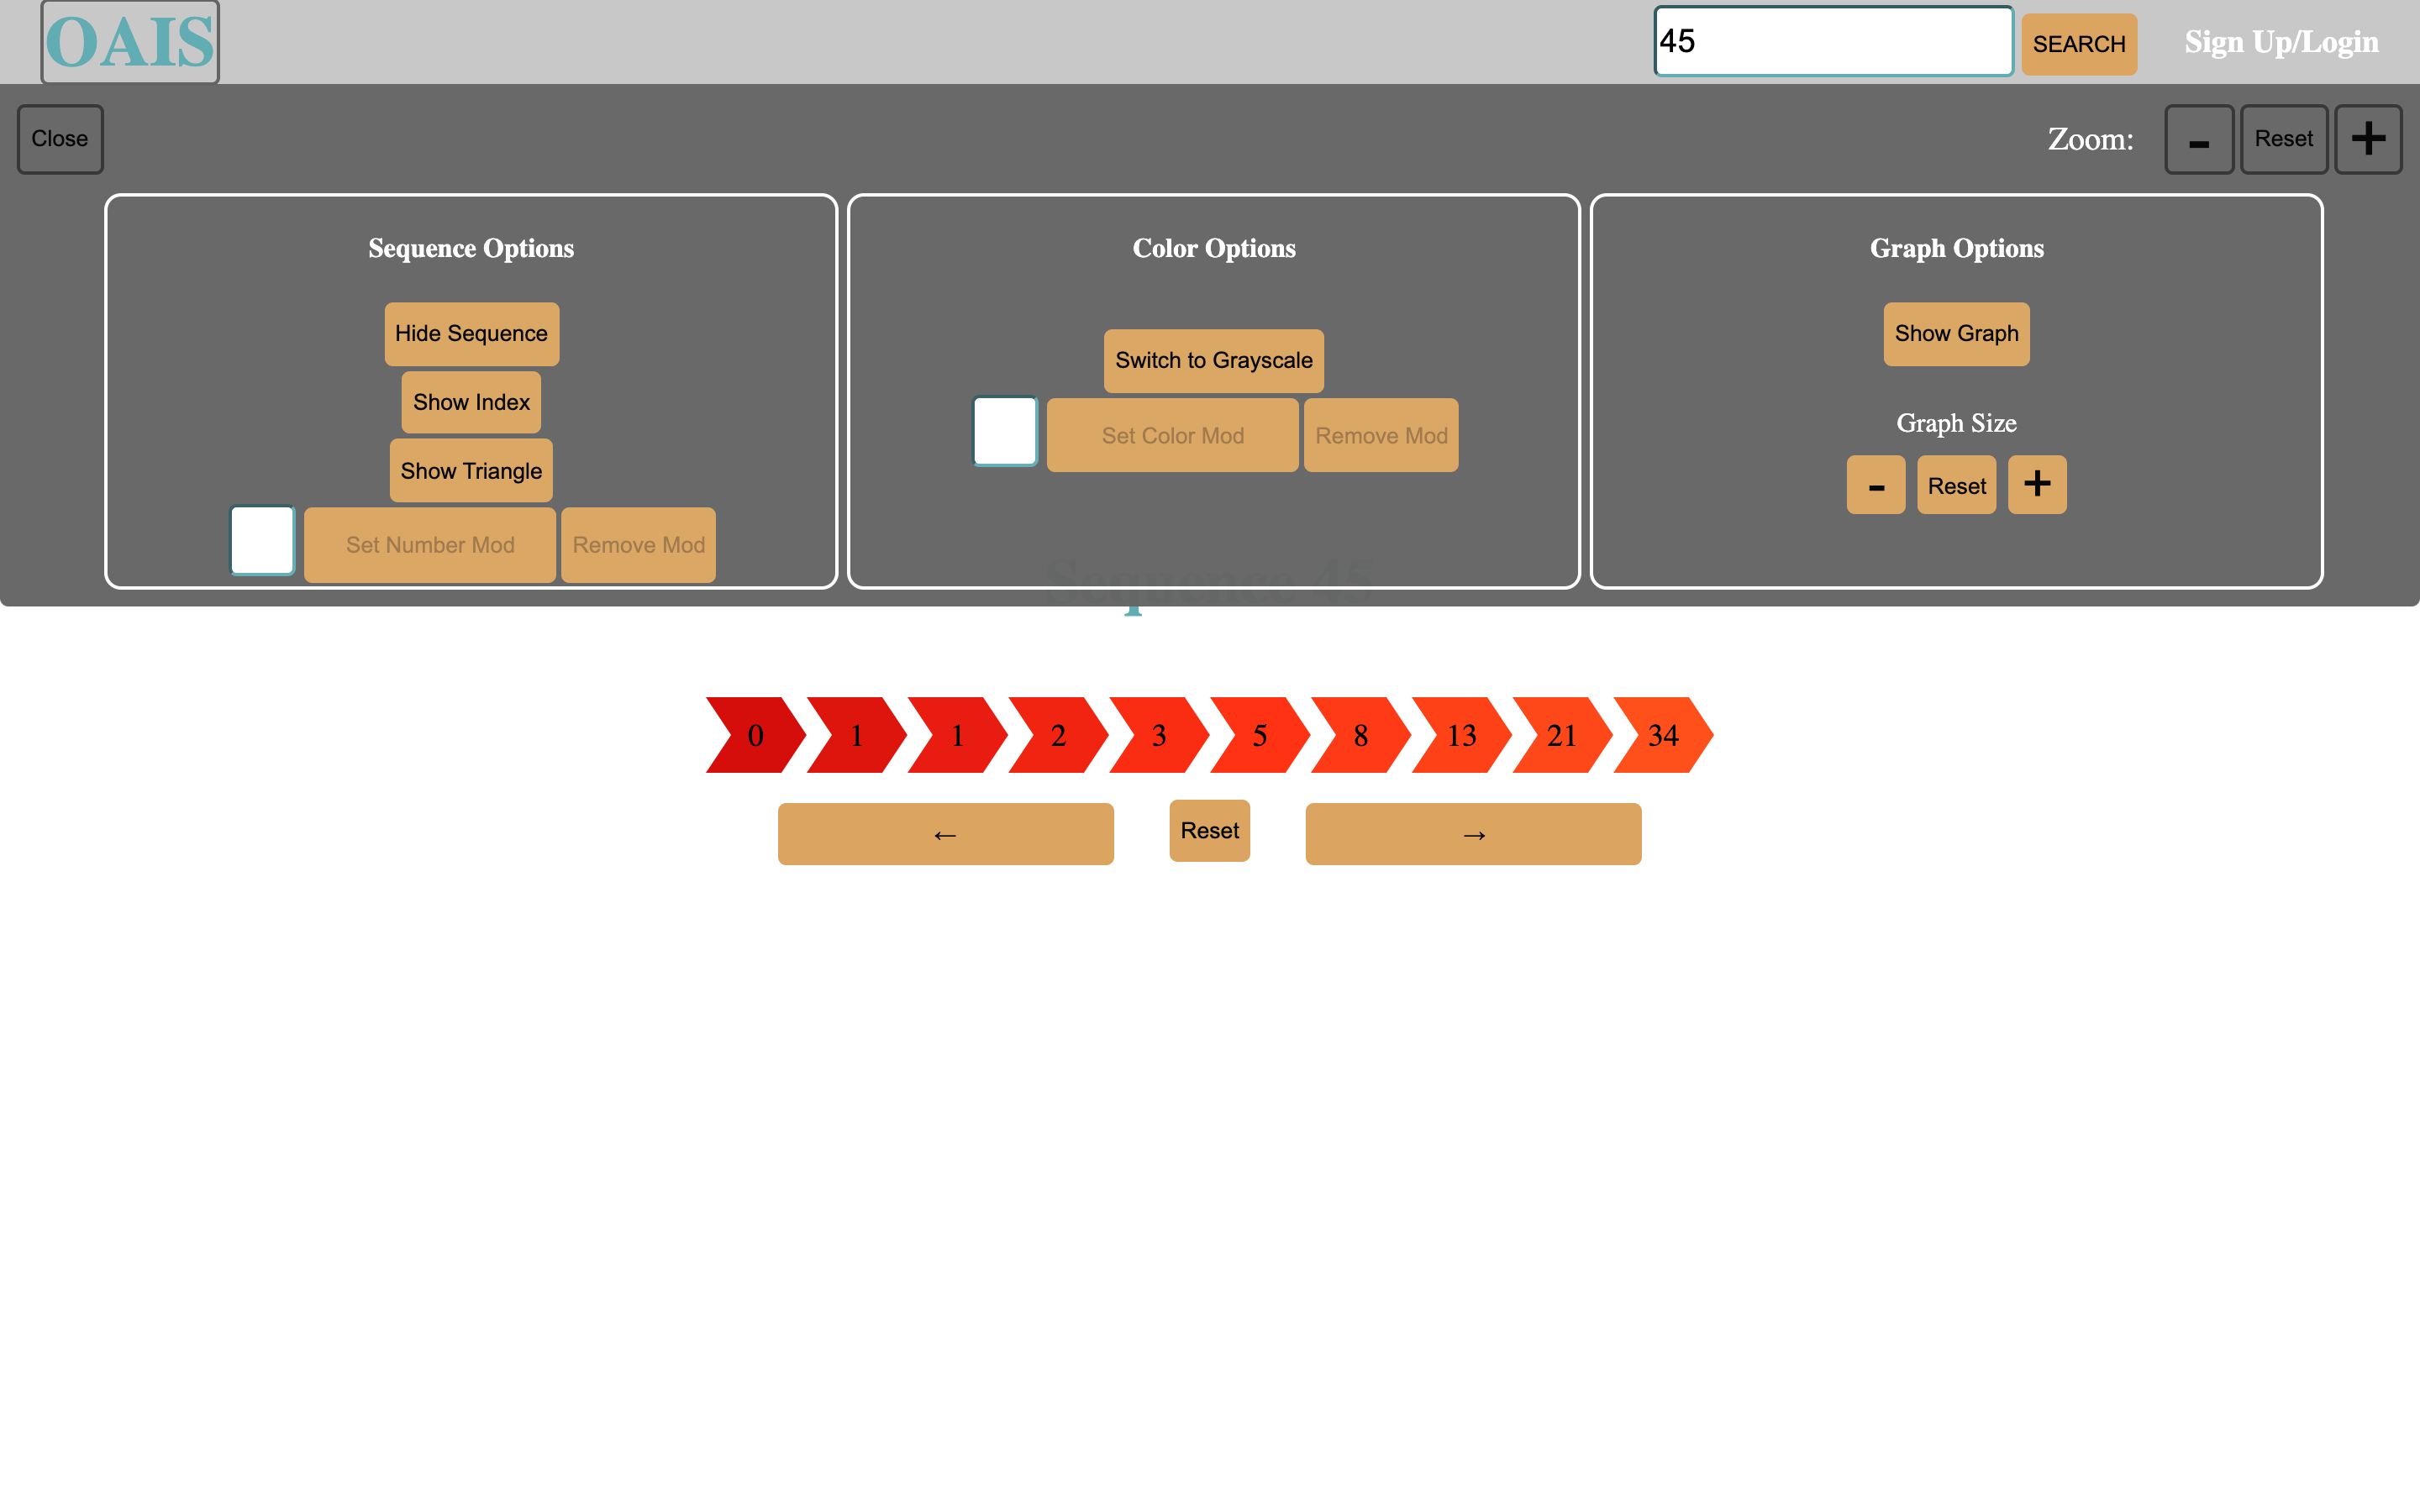 OAIS
45
SEARCH
Sign Up/Login
Close
Zoom:
-
Reset
+
Sequence Options
Hide Sequence
Show Index
Show Triangle
Set Number Mod
Remove Mod
Color Options
Switch to Grayscale
Set Color Mod
Remove Mod
Graph Options
Show Graph
Graph Size
-
Reset
+
Sequence 45
0 1 1 2 3 5 8 13 21 34
←
Reset
→